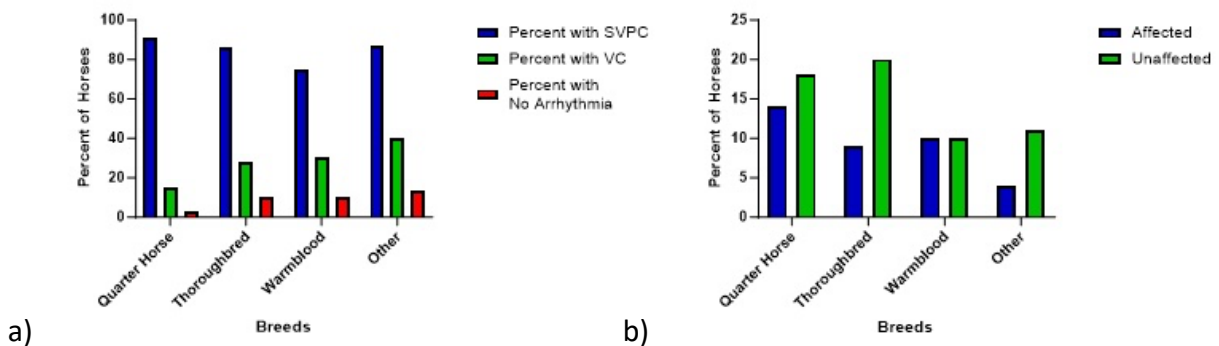 100
80
60
40
20
0
Percent of Horses
Quarter Horse
Thoroughbred
Warmblood
Other
Breeds
Percent with SVPC
Percent with VC
Percent with
No Arrhythmia
a)
25
20
15
10
5
0
Percent of Horses
Quarter Horse
Thoroughbred
Warmblood
Other
Breeds
Affected
Unaffected
b)